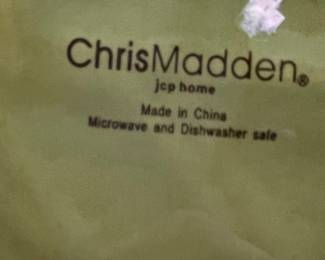 ChrisMadden®
jcp home
Made in China
Microwave and Dishwasher safe